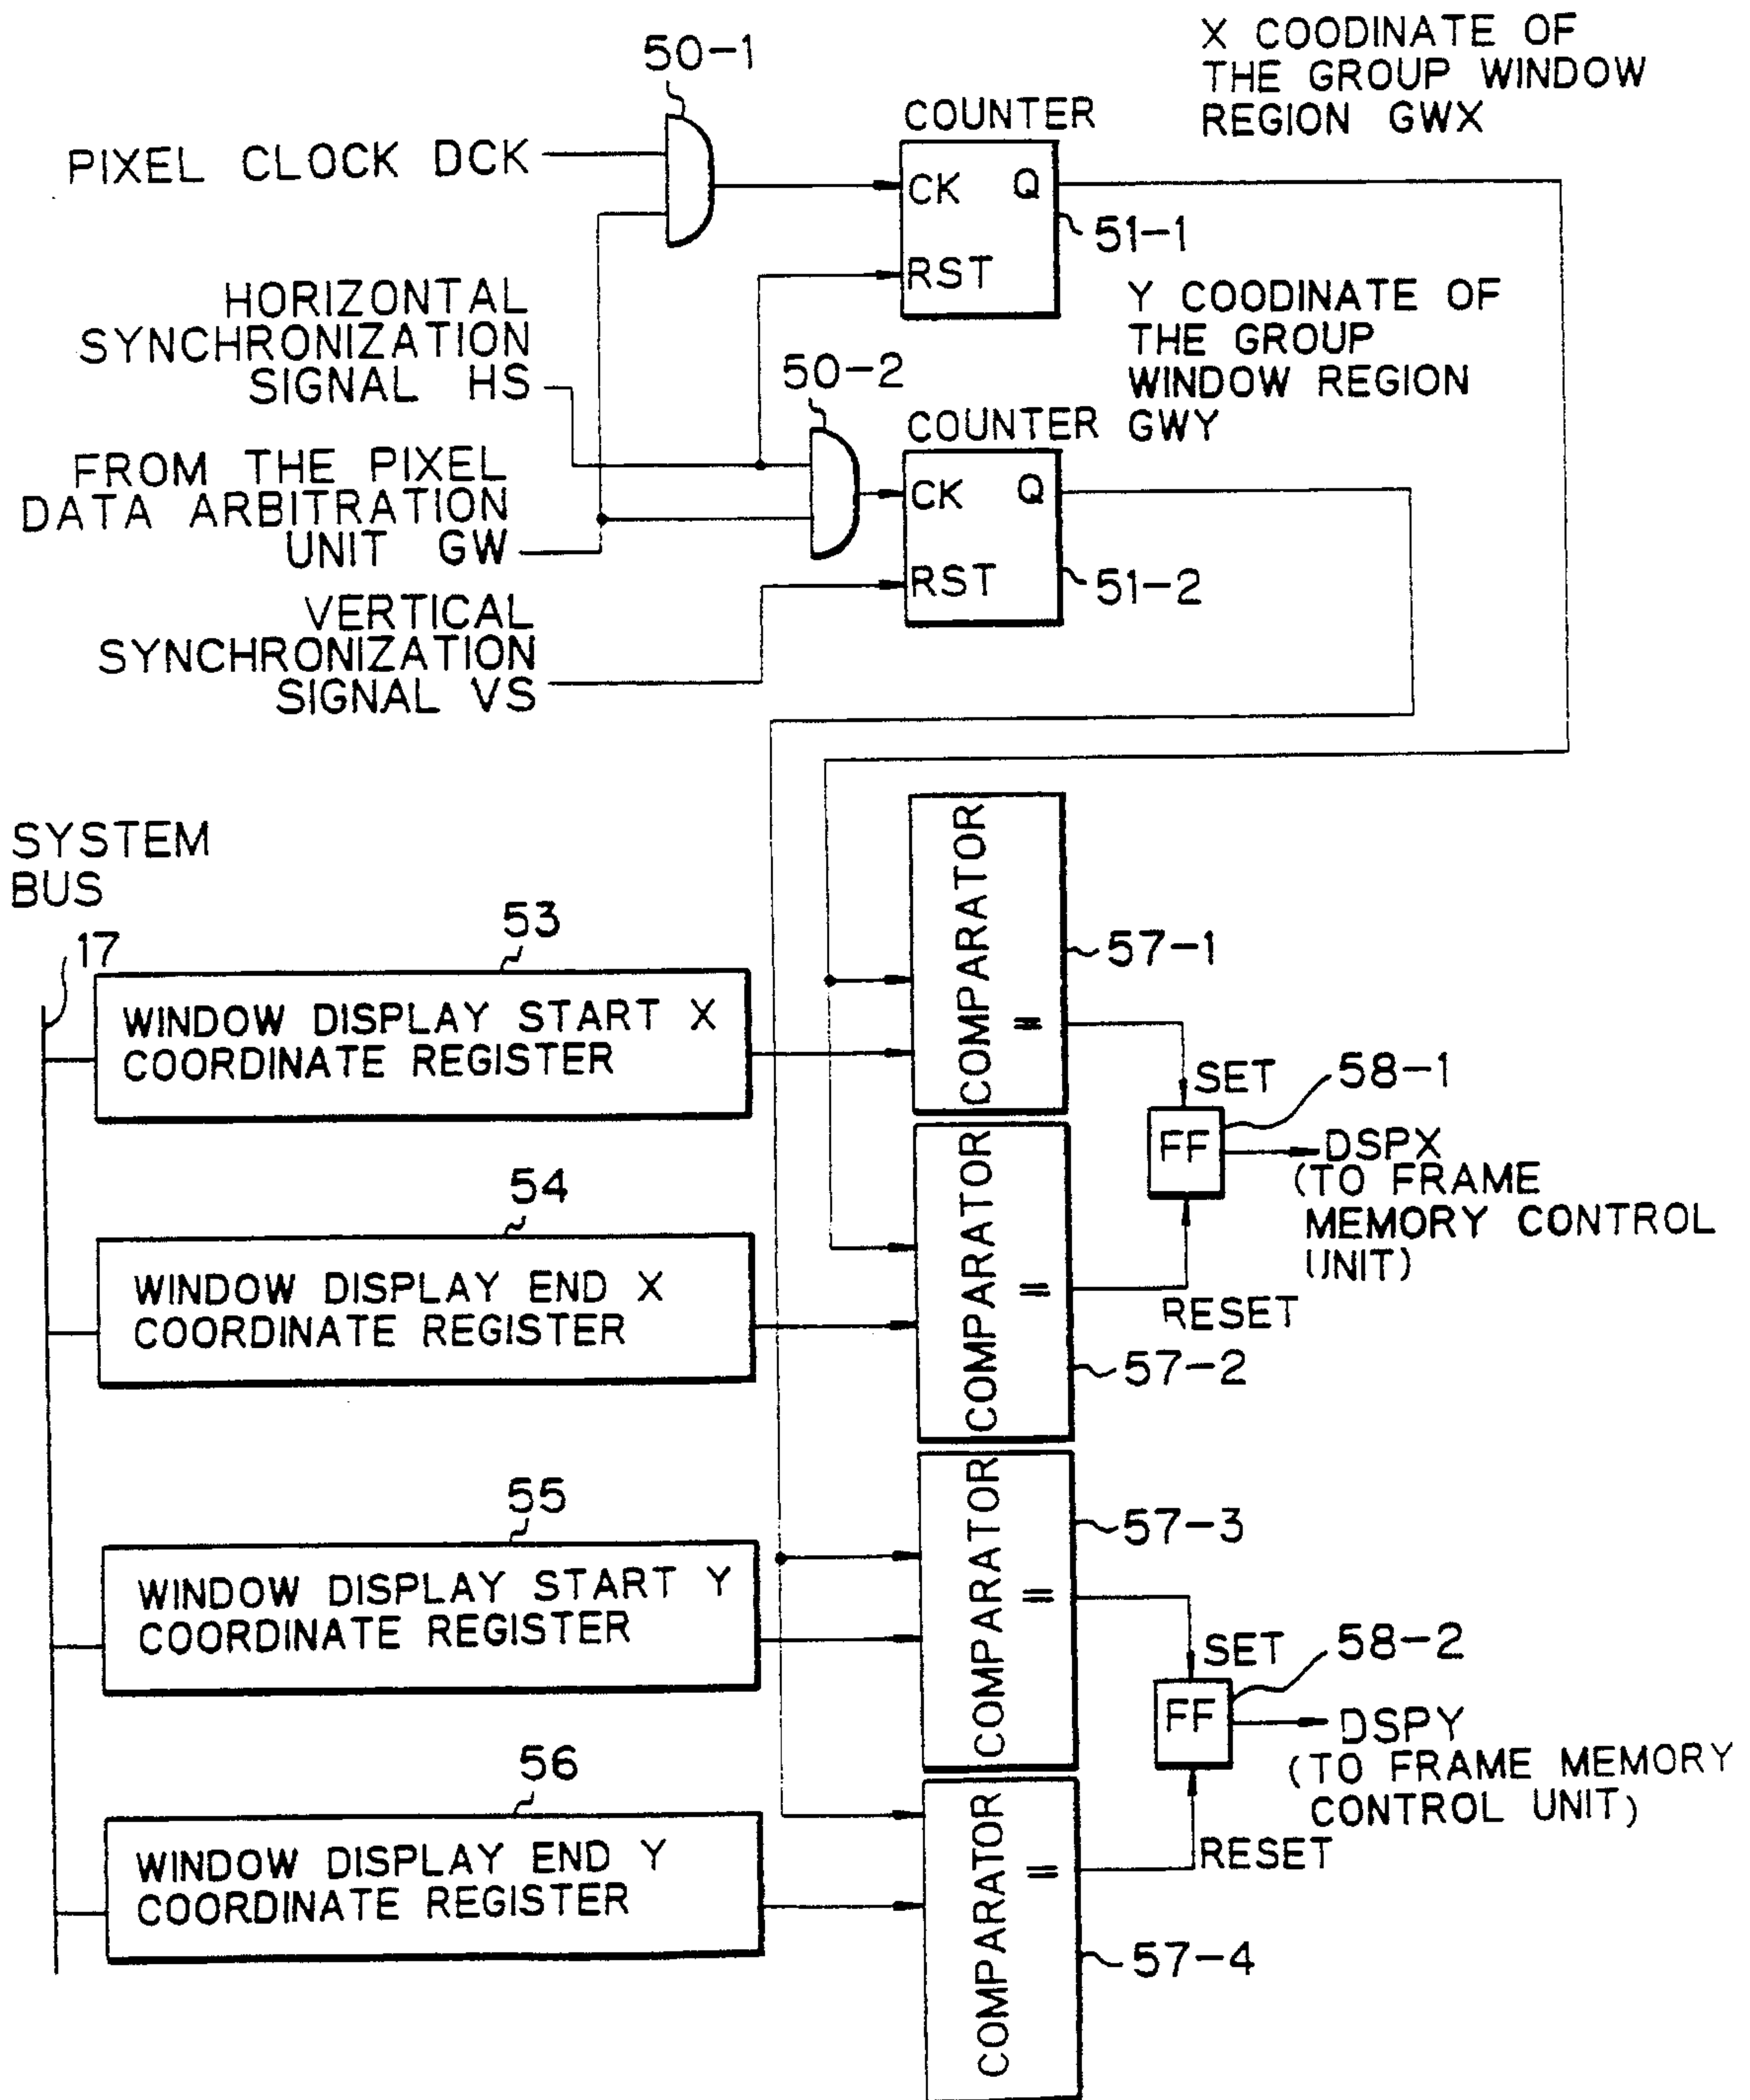 50-1
X COODINATE OF
THE GROUP WINDOW
REGION GWX
COUNTER
PIXEL CLOCK DCK
CK Q
51-1
RST
HORIZONTAL
SYNCHRONIZATION
SIGNAL HS
Y COODINATE OF
THE GROUP
WINDOW REGION
GWY
50-2
COUNTER
FROM THE PIXEL
DATA ARBITRATION
UNIT GW
CK Q
51-2
RST
VERTICAL
SYNCHRONIZATION
SIGNAL VS
SYSTEM
BUS
17
53
WINDOW DISPLAY START X
COORDINATE REGISTER
COMPARATOR
=
57-1
SET
58-1
FF
DSPX
(TO FRAME
MEMORY CONTROL
UNIT)
54
WINDOW DISPLAY END X
COORDINATE REGISTER
COMPARATOR
=
RESET
57-2
55
WINDOW DISPLAY START Y
COORDINATE REGISTER
COMPARATOR
=
57-3
SET
58-2
FF
DSPY
(TO FRAME MEMORY
CONTROL UNIT)
56
WINDOW DISPLAY END Y
COORDINATE REGISTER
COMPARATOR
=
RESET
57-4